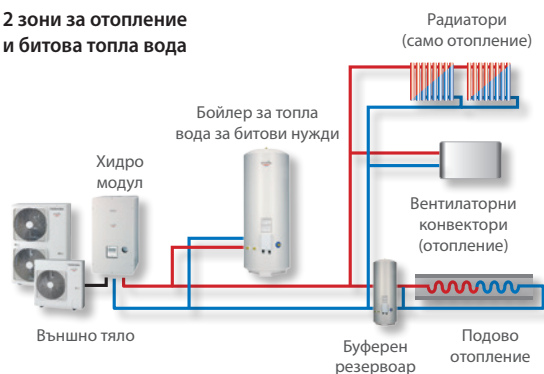 2 зони за отопление
и битова топла вода
Радиатори
(само отопление)
Бойлер за топла
вода за битови нужди
Хидро
модул
Вентилаторни
конвектори
(отопление)
Външно тяло
Буферен
резервоар
Подово
отопление